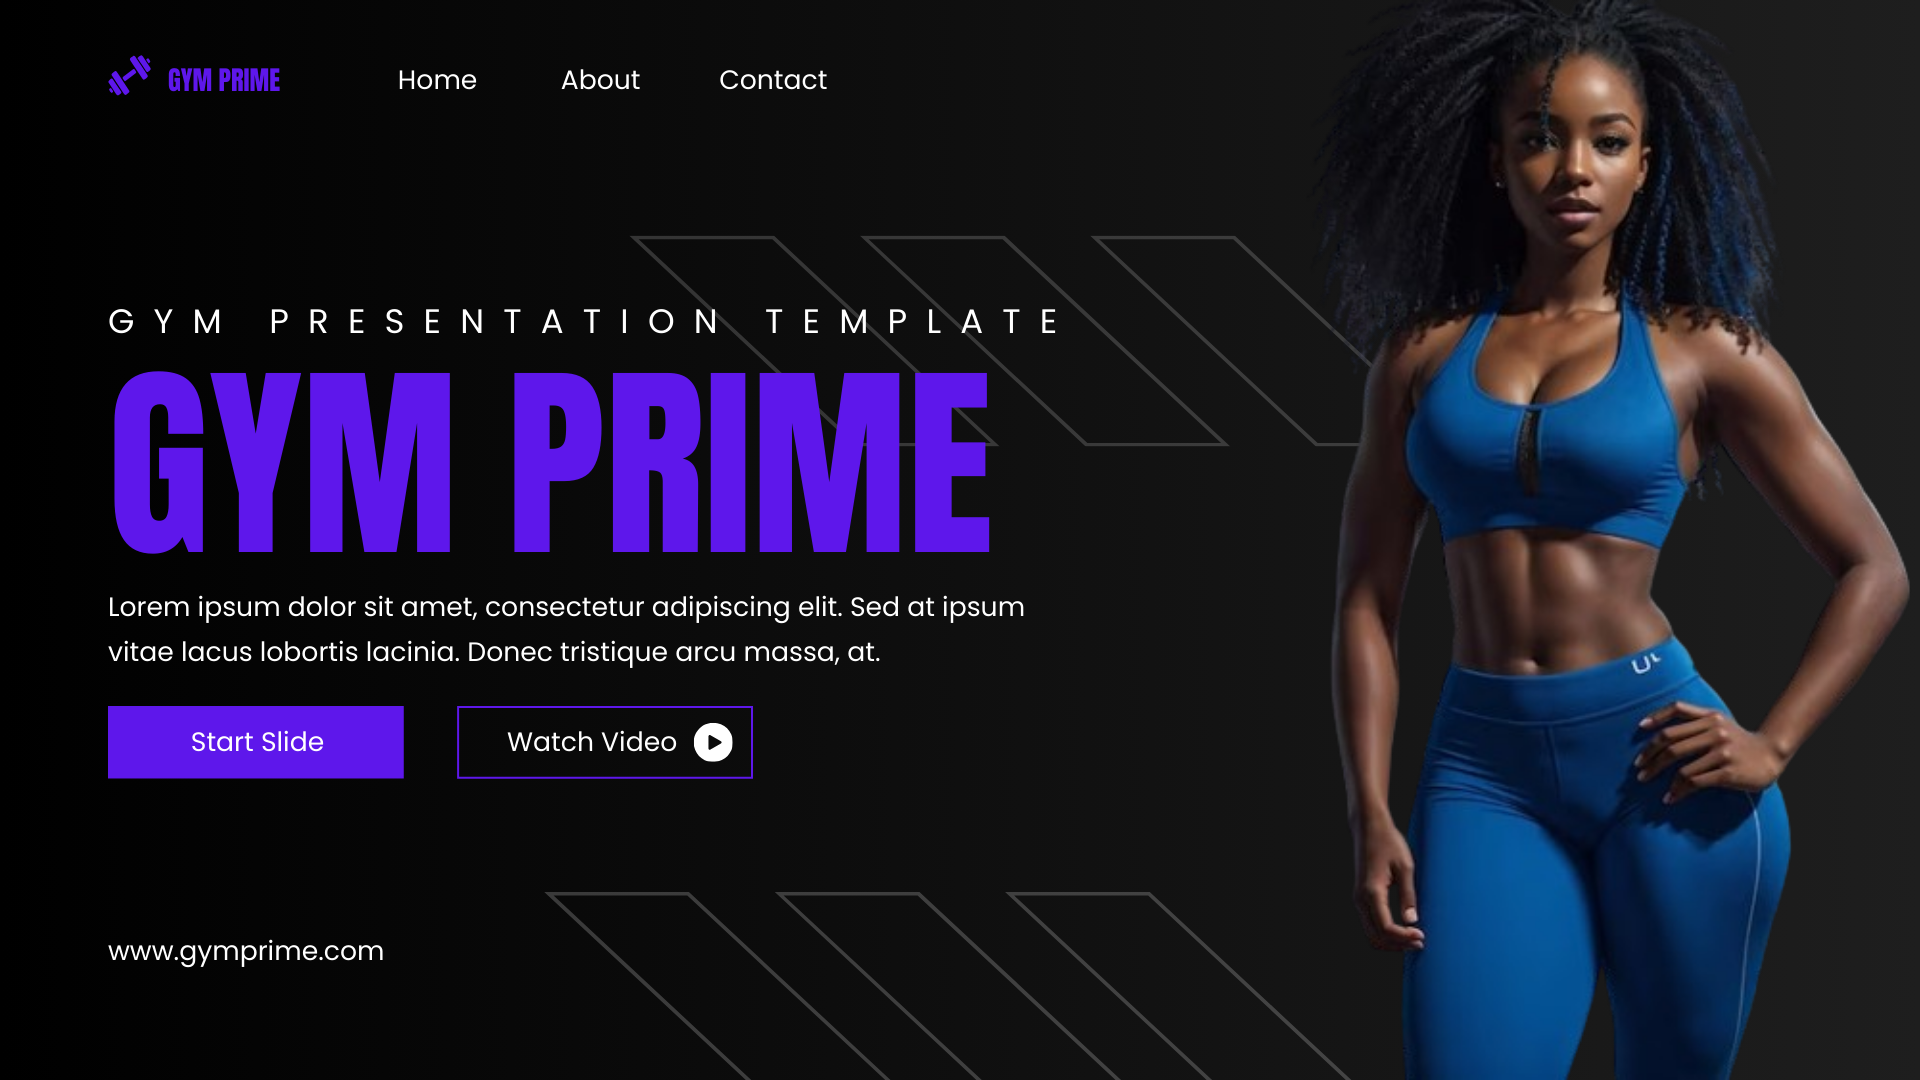 GYM PRIME
Home
About
Contact
GYM PRESENTATION TEMPLATE
GYM PRIME
Lorem ipsum dolor sit amet, consectetur adipiscing elit. Sed at ipsum
vitae lacus lobortis lacinia. Donec tristique arcu massa, at.
Start Slide
Watch Video
www.gymprime.com